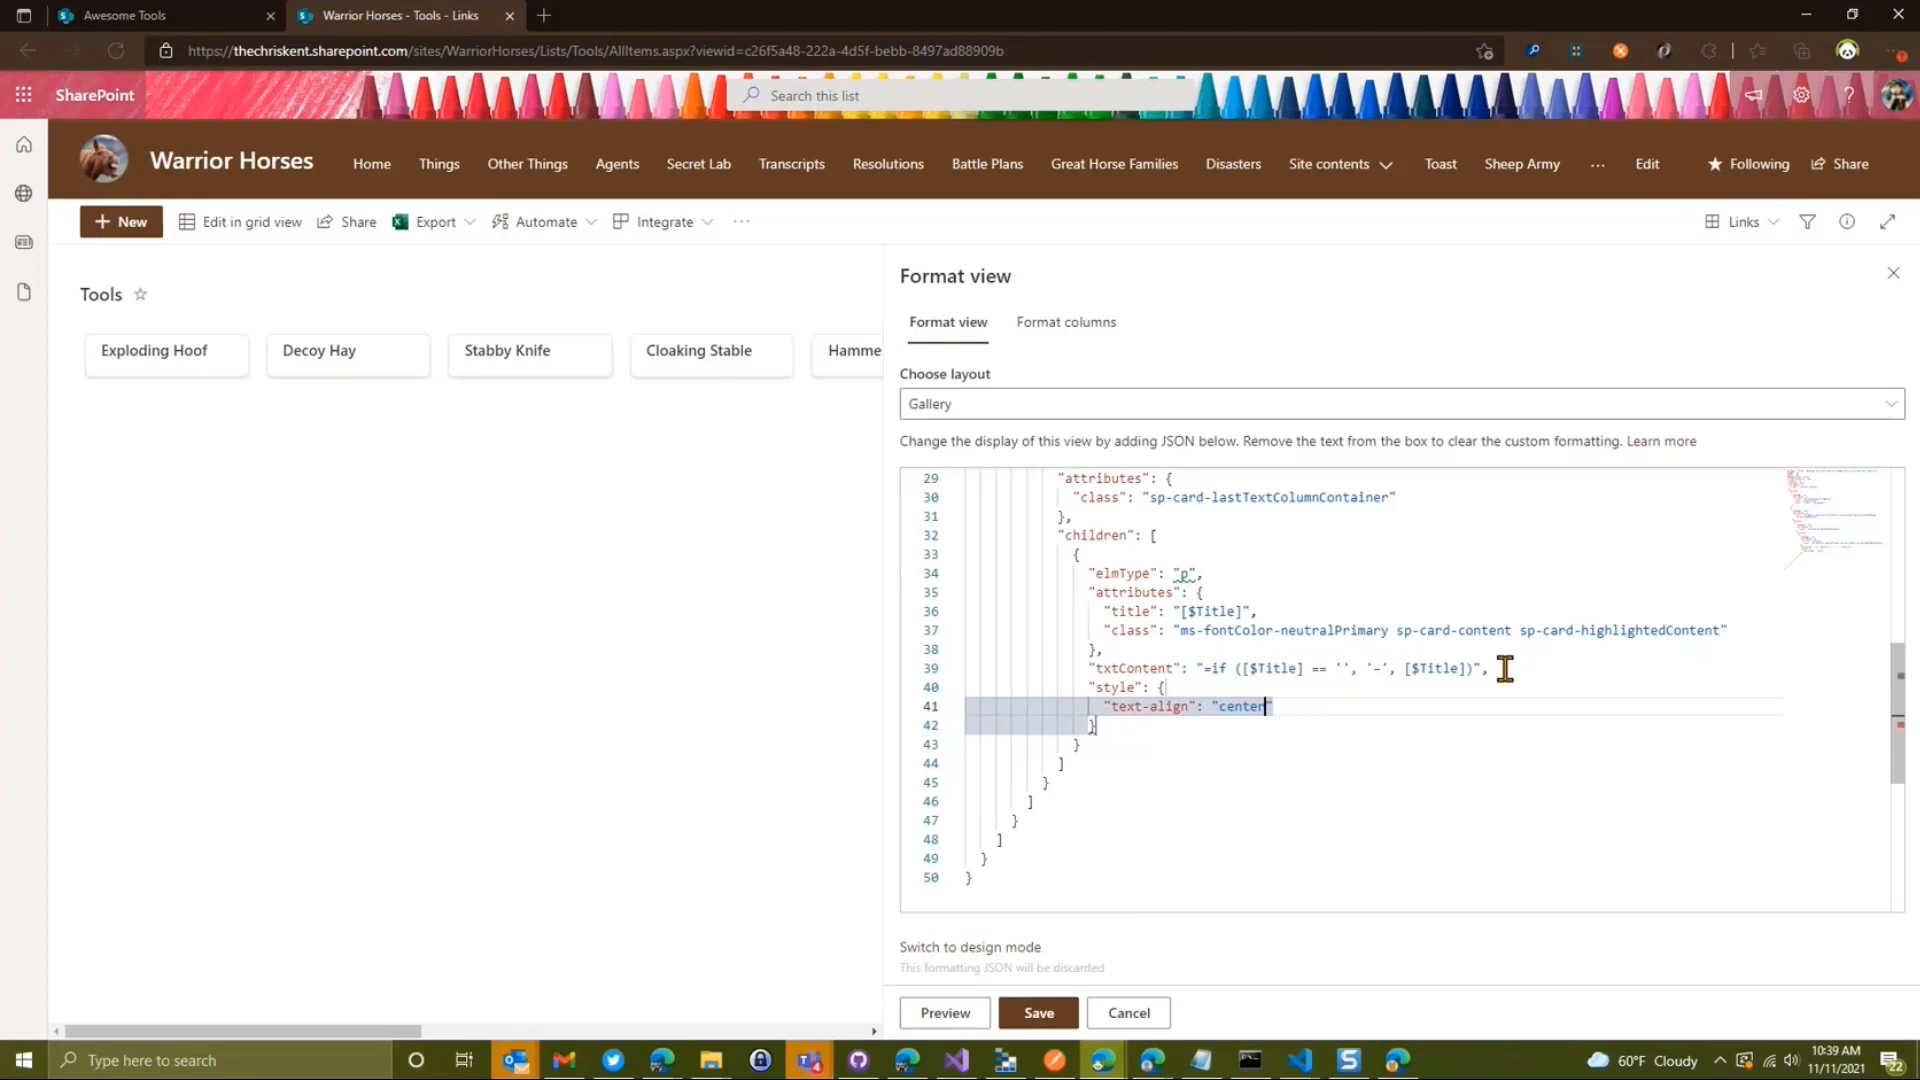 Awesome Tools
Warrior Horses - Tools - Links
https://thechriskent.sharepoint.com/sites/WarriorHorses/Lists/Tools/AllItems.aspx?viewid=c26f5a48-222a-4d5f-bebb-8497ad88909b
SharePoint
Search this list
Warrior Horses
Home Things Other Things Agents Secret Lab Transcripts Resolutions Battle Plans Great Horse Families Disasters Site contents Toast Sheep Army ... Edit Following Share
New Edit in grid view Share Export Automate Integrate ... Links
Tools
Exploding Hoof Decoy Hay Stabby Knife Cloaking Stable Hamme
Format view
Format view Format columns
Choose layout
Gallery
Change the display of this view by adding JSON below. Remove the text from the box to clear the custom formatting. Learn more
29 "attributes": {
30 "class": "sp-card-lastTextColumnContainer"
31 },
32 "children": [
33 {
34 "elmType": "p",
35 "attributes": {
36 "title": "[$Title]",
37 "class": "ms-fontColor-neutralPrimary sp-card-content sp-card-highlightedContent"
38 },
39 "txtContent": "=if ([$Title] == '', '–', [$Title])",
40 "style": {
41 "text-align": "center"
42 }
43 }
44 ]
45 }
46 ]
47 }
48 ]
49 }
50 }
Switch to design mode
This formatting JSON will be discarded
Preview Save Cancel
Type here to search
60°F Cloudy
10:39 AM
11/11/2021
22